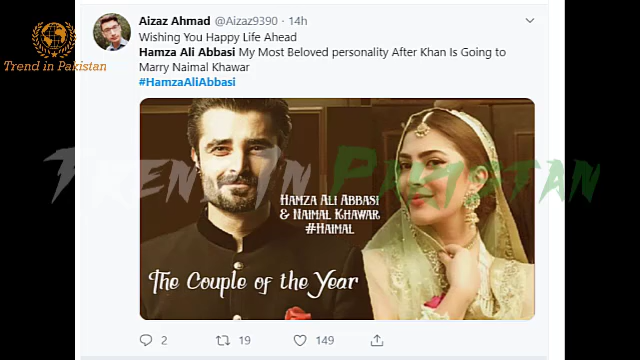 Aizaz Ahmad @Aizaz9390 · 14h
Wishing You Happy Life Ahead
Hamza Ali Abbasi My Most Beloved personality After Khan Is Going to
Marry Naimal Khawar
#HamzaAliAbbasi
Trend in Pakistan
Trend In Pakistan
Hamza Ali Abbasi
& Naimal Khawar
#Haimal
The Couple of the Year
2 19 149